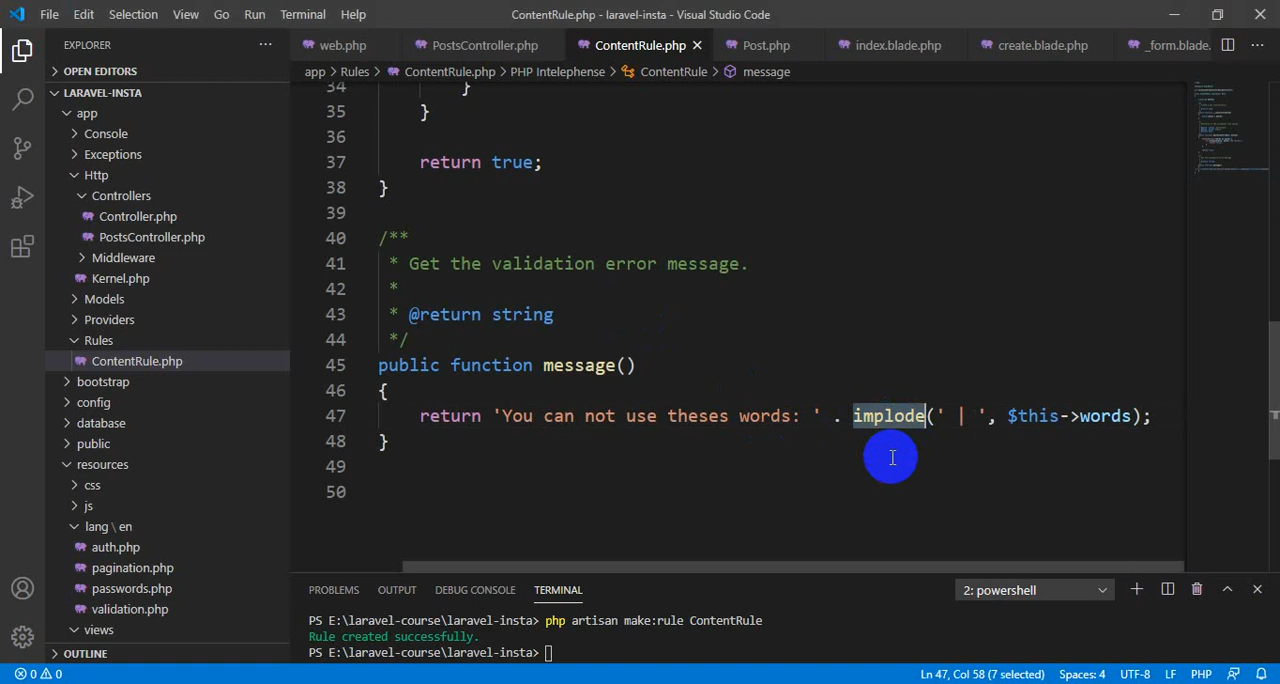 File Edit Selection View Go Run Terminal Help ContentRule.php - laravel-insta - Visual Studio Code
EXPLORER
web.php PostsController.php ContentRule.php Post.php index.blade.php create.blade.php _form.blade.
OPEN EDITORS
app > Rules > ContentRule.php > PHP Intelephense > ContentRule > message
LARAVEL-INSTA
app
Console
Exceptions
Http
Controllers
Controller.php
PostsController.php
Middleware
Kernel.php
Models
Providers
Rules
ContentRule.php
bootstrap
config
database
public
resources
css
js
lang \ en
auth.php
pagination.php
passwords.php
validation.php
views
OUTLINE
34 }
35 }
36
37 return true;
38 }
39
40 /**
41 * Get the validation error message.
42 *
43 * @return string
44 */
45 public function message()
46 {
47 return 'You can not use theses words: ' . implode(' | ', $this->words);
48 }
49
50
PROBLEMS OUTPUT DEBUG CONSOLE TERMINAL 2: powershell
PS E:\laravel-course\laravel-insta> php artisan make:rule ContentRule
Rule created successfully.
PS E:\laravel-course\laravel-insta>
0 0 Ln 47, Col 58 (7 selected) Spaces: 4 UTF-8 LF PHP